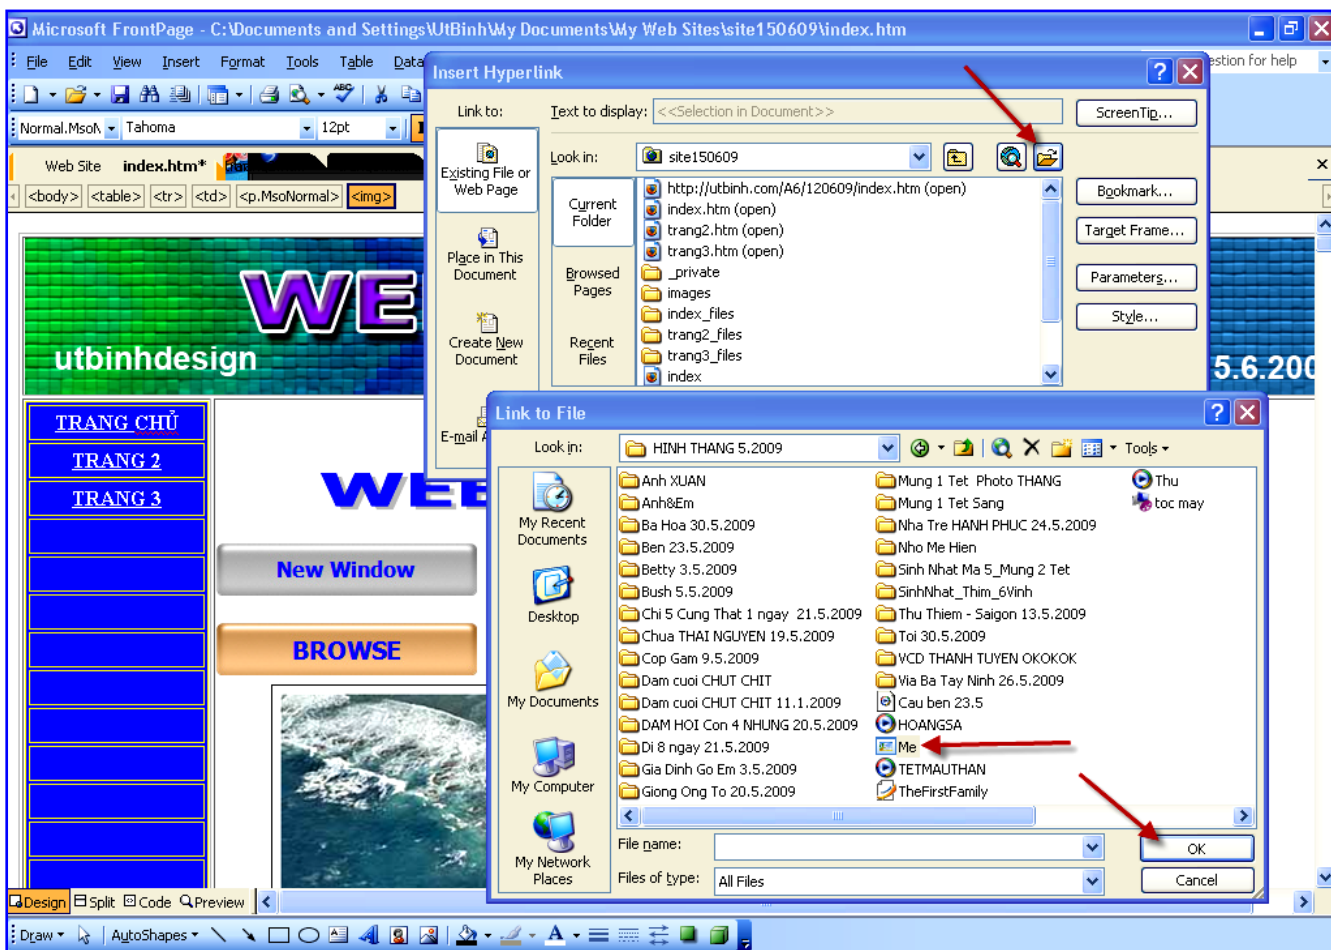 Microsoft FrontPage - C:\Documents and Settings\UtBinh\My Documents\My Web Sites\site150609\index.htm
File Edit View Insert Format Tools Table Data
estion for help
Normal.MsoN Tahoma 12pt
Web Site index.htm*
<body> <table> <tr> <td> <p.MsoNormal> <img>
WE
utbinhdesign
5.6.200
TRANG CHỦ
TRANG 2
TRANG 3
WEB
New Window
BROWSE
Insert Hyperlink
Link to:
Text to display: <<Selection in Document>>
ScreenTip...
Existing File or
Web Page
Place in This
Document
Create New
Document
E-mail A
Look in: site150609
Current
Folder
Browsed
Pages
Recent
Files
http://utbinh.com/A6/120609/index.htm (open)
index.htm (open)
trang2.htm (open)
trang3.htm (open)
_private
images
index_files
trang2_files
trang3_files
index
Bookmark...
Target Frame...
Parameters...
Style...
Link to File
Look in: HINH THANG 5.2009
Tools
My Recent
Documents
Desktop
My Documents
My Computer
My Network
Places
Anh XUAN
Anh&Em
Ba Hoa 30.5.2009
Ben 23.5.2009
Betty 3.5.2009
Bush 5.5.2009
Chi 5 Cung That 1 ngay 21.5.2009
Chua THAI NGUYEN 19.5.2009
Cop Gam 9.5.2009
Dam cuoi CHUT CHIT
Dam cuoi CHUT CHIT 11.1.2009
DAM HOI Con 4 NHUNG 20.5.2009
Di 8 ngay 21.5.2009
Gia Dinh Go Em 3.5.2009
Giong Ong To 20.5.2009
Mung 1 Tet Photo THANG
Mung 1 Tet Sang
Nha Tre HANH PHUC 24.5.2009
Nho Me Hien
Sinh Nhat Ma 5_Mung 2 Tet
SinhNhat_Thim_6Vinh
Thu Thiem - Saigon 13.5.2009
Toi 30.5.2009
VCD THANH TUYEN OKOKOK
Via Ba Tay Ninh 26.5.2009
Cau ben 23.5
HOANGSA
Me
TETMAUTHAN
TheFirstFamily
Thu
toc may
File name:
OK
Files of type: All Files
Cancel
Design Split Code Preview
Draw AutoShapes